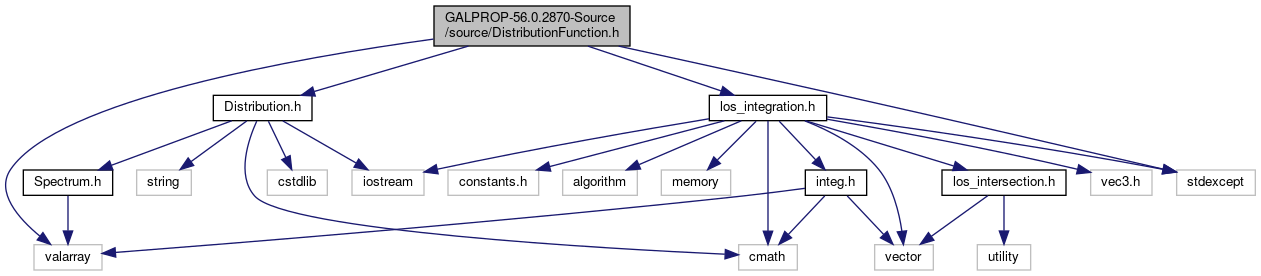 GALPROP-56.0.2870-Source
/source/DistributionFunction.h
Distribution.h
los_integration.h
Spectrum.h
string
cstdlib
iostream
constants.h
algorithm
memory
integ.h
los_intersection.h
vec3.h
stdexcept
valarray
cmath
vector
utility